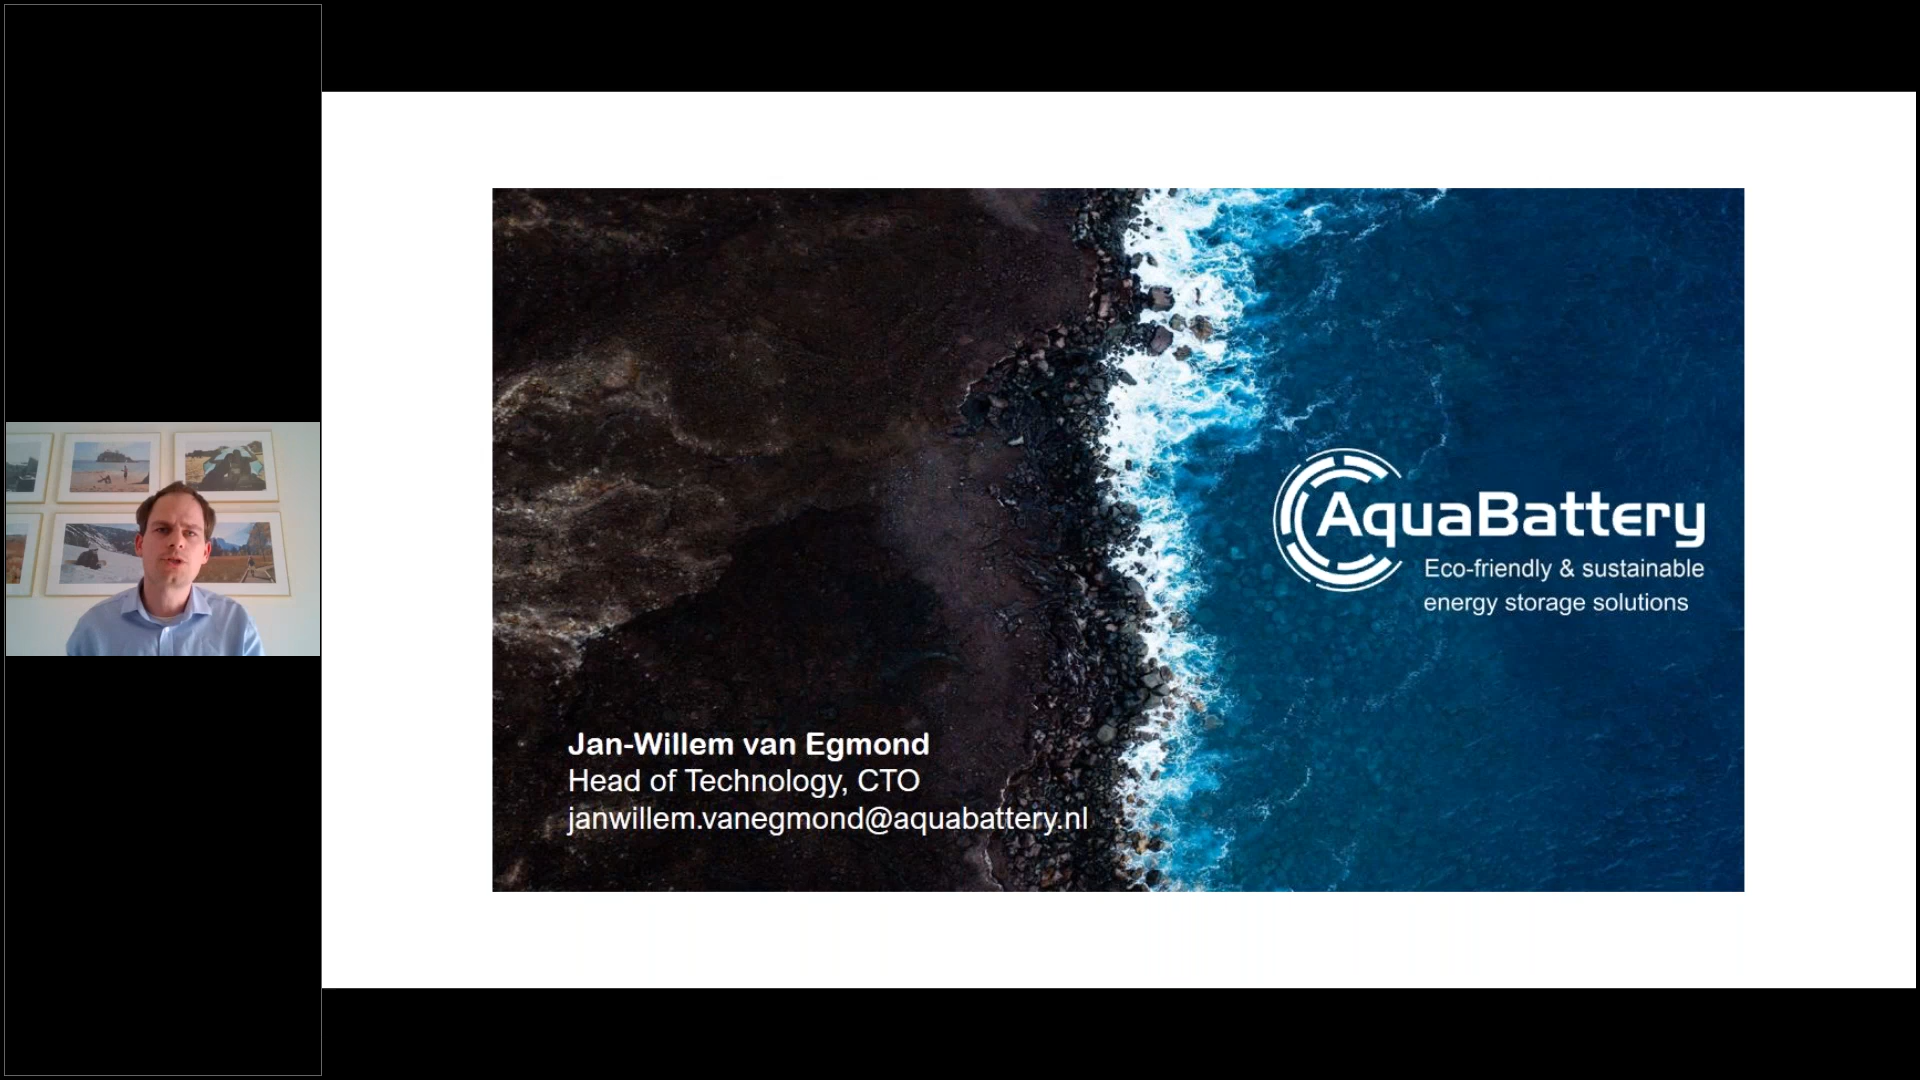 AquaBattery
Eco-friendly & sustainable
energy storage solutions
Jan-Willem van Egmond
Head of Technology, CTO
janwillem.vanegmond@aquabattery.nl